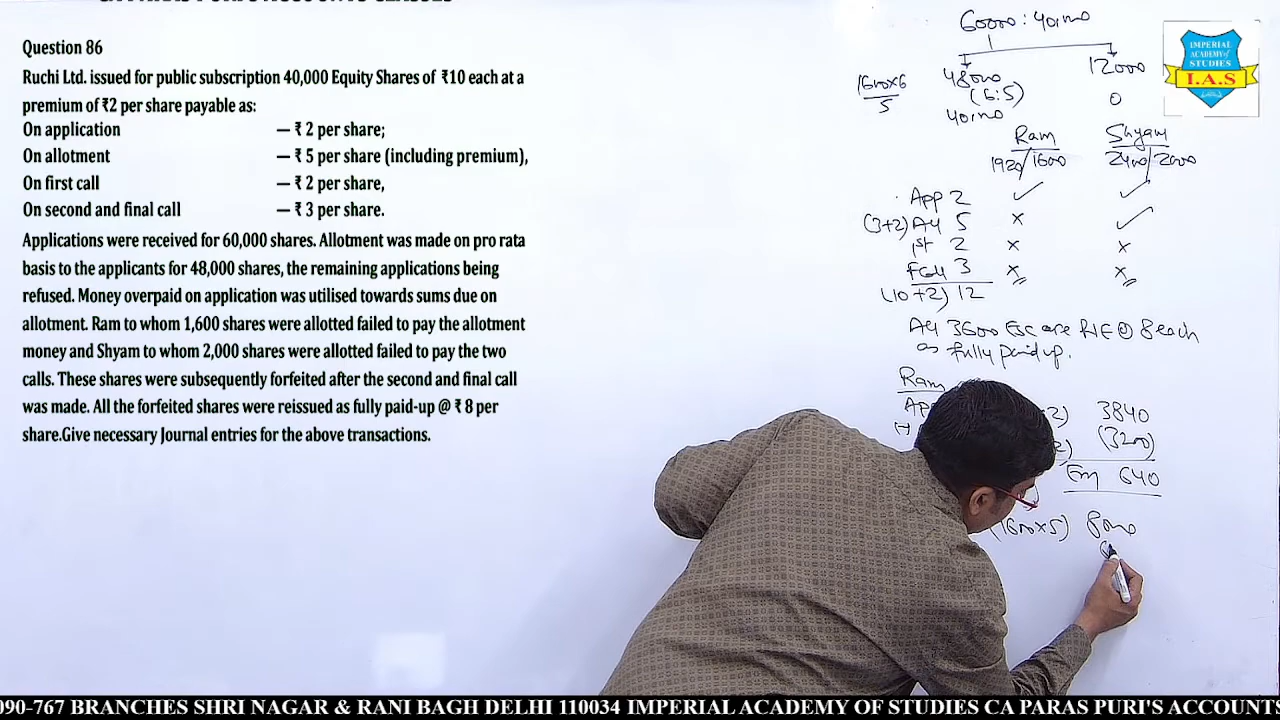 Question 86
Ruchi Ltd. issued for public subscription 40,000 Equity Shares of ₹10 each at a
premium of ₹2 per share payable as:
On application — ₹ 2 per share;
On allotment — ₹ 5 per share (including premium),
On first call — ₹ 2 per share,
On second and final call — ₹ 3 per share.
Applications were received for 60,000 shares. Allotment was made on pro rata
basis to the applicants for 48,000 shares, the remaining applications being
refused. Money overpaid on application was utilised towards sums due on
allotment. Ram to whom 1,600 shares were allotted failed to pay the allotment
money and Shyam to whom 2,000 shares were allotted failed to pay the two
calls. These shares were subsequently forfeited after the second and final call
was made. All the forfeited shares were reissued as fully paid-up @ ₹ 8 per
share.Give necessary Journal entries for the above transactions.
IMPERIAL
ACADEMY OF
STUDIES
I.A.S
60000 : 40,000
48000 12000
(6:5) 0
40,000
1600×6
5
Ram Shyam
1920/1600 2400/2000
App 2 ✓ ✓
(3+2) All 5 × ✓
1st 2 × ×
Fcall 3 × ×
(10+2) 12
All 3600 ESC are RIE @ 8 each
as fully paid up.
Ram
3840
(3200)
640
(1600×5) 8000
090-767 BRANCHES SHRI NAGAR & RANI BAGH DELHI 110034 IMPERIAL ACADEMY OF STUDIES CA PARAS PURI'S ACCOUNTS